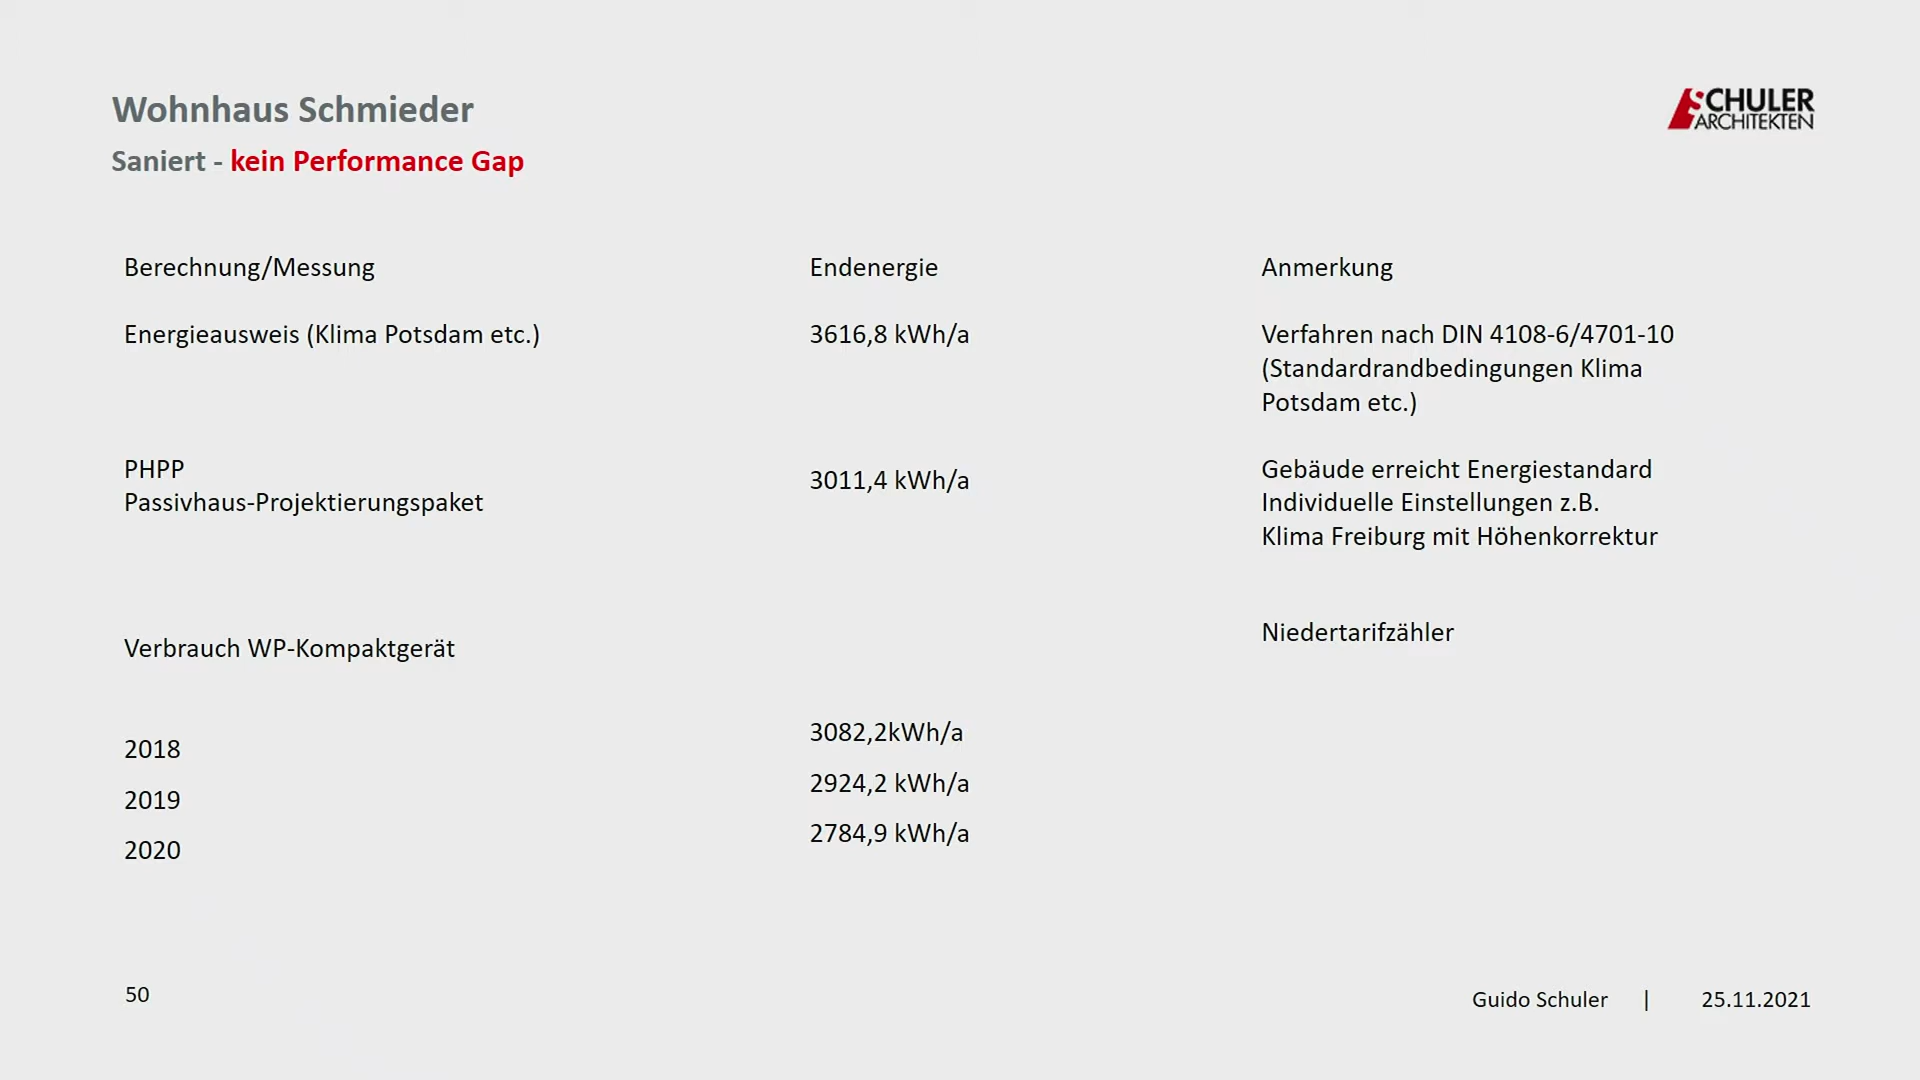 Wohnhaus Schmieder
SCHULER
ARCHITEKTEN
Saniert - kein Performance Gap
Berechnung/Messung
Endenergie
Anmerkung
Energieausweis (Klima Potsdam etc.)
3616,8 kWh/a
Verfahren nach DIN 4108-6/4701-10
(Standardrandbedingungen Klima
Potsdam etc.)
PHPP
Passivhaus-Projektierungspaket
3011,4 kWh/a
Gebäude erreicht Energiestandard
Individuelle Einstellungen z.B.
Klima Freiburg mit Höhenkorrektur
Verbrauch WP-Kompaktgerät
Niedertarifzähler
2018
3082,2kWh/a
2019
2924,2 kWh/a
2020
2784,9 kWh/a
50
Guido Schuler | 25.11.2021